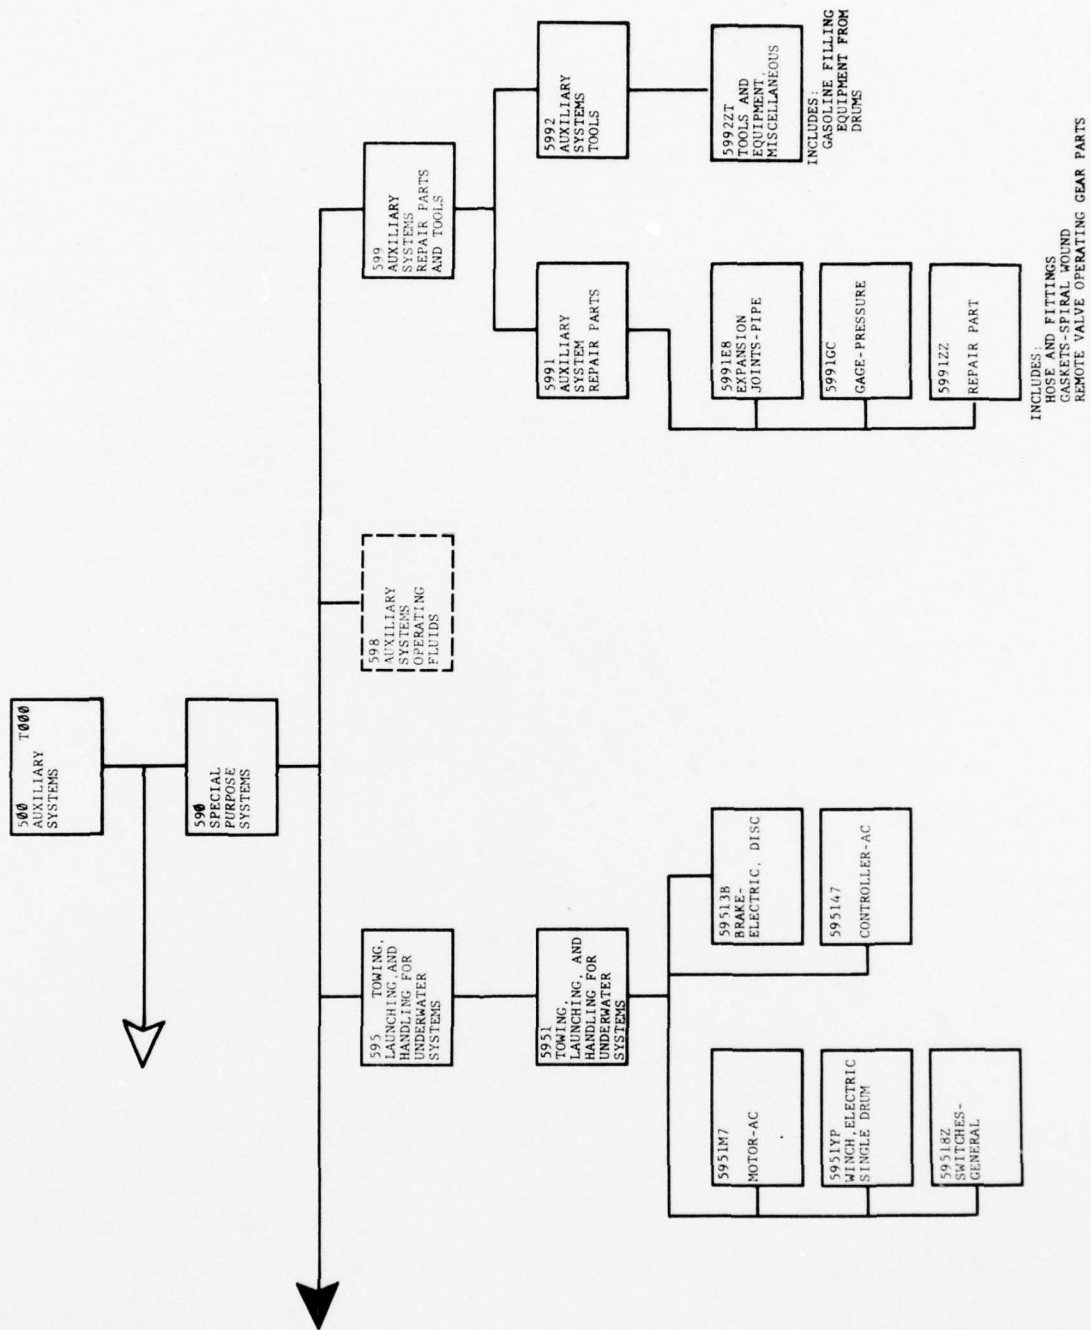 500 T000
AUXILIARY
SYSTEMS
590
SPECIAL
PURPOSE
SYSTEMS
595 TOWING,
LAUNCHING, AND
HANDLING FOR
UNDERWATER
SYSTEMS
598
AUXILIARY
SYSTEMS
OPERATING
FLUIDS
599
AUXILIARY
SYSTEMS
REPAIR PARTS
AND TOOLS
5951
TOWING,
LAUNCHING, AND
HANDLING FOR
UNDERWATER
SYSTEMS
5991
AUXILIARY
SYSTEM
REPAIR PARTS
5992
AUXILIARY
SYSTEMS
TOOLS
5951M7
MOTOR-AC
5951YP
WINCH,ELECTRIC
SINGLE DRUM
59518Z
SWITCHES-
GENERAL
59513B
BRAKE-
ELECTRIC, DISC
595147
CONTROLLER-AC
5991E8
EXPANSION
JOINTS-PIPE
5991GC
GAGE-PRESSURE
5991ZZ
REPAIR PART
INCLUDES:
HOSE AND FITTINGS
GASKETS-SPIRAL WOUND
REMOTE VALVE OPERATING GEAR PARTS
5992ZT
TOOLS AND
EQUIPMENT,
MISCELLANEOUS
INCLUDES:
GASOLINE FILLING
EQUIPMENT FROM
DRUMS